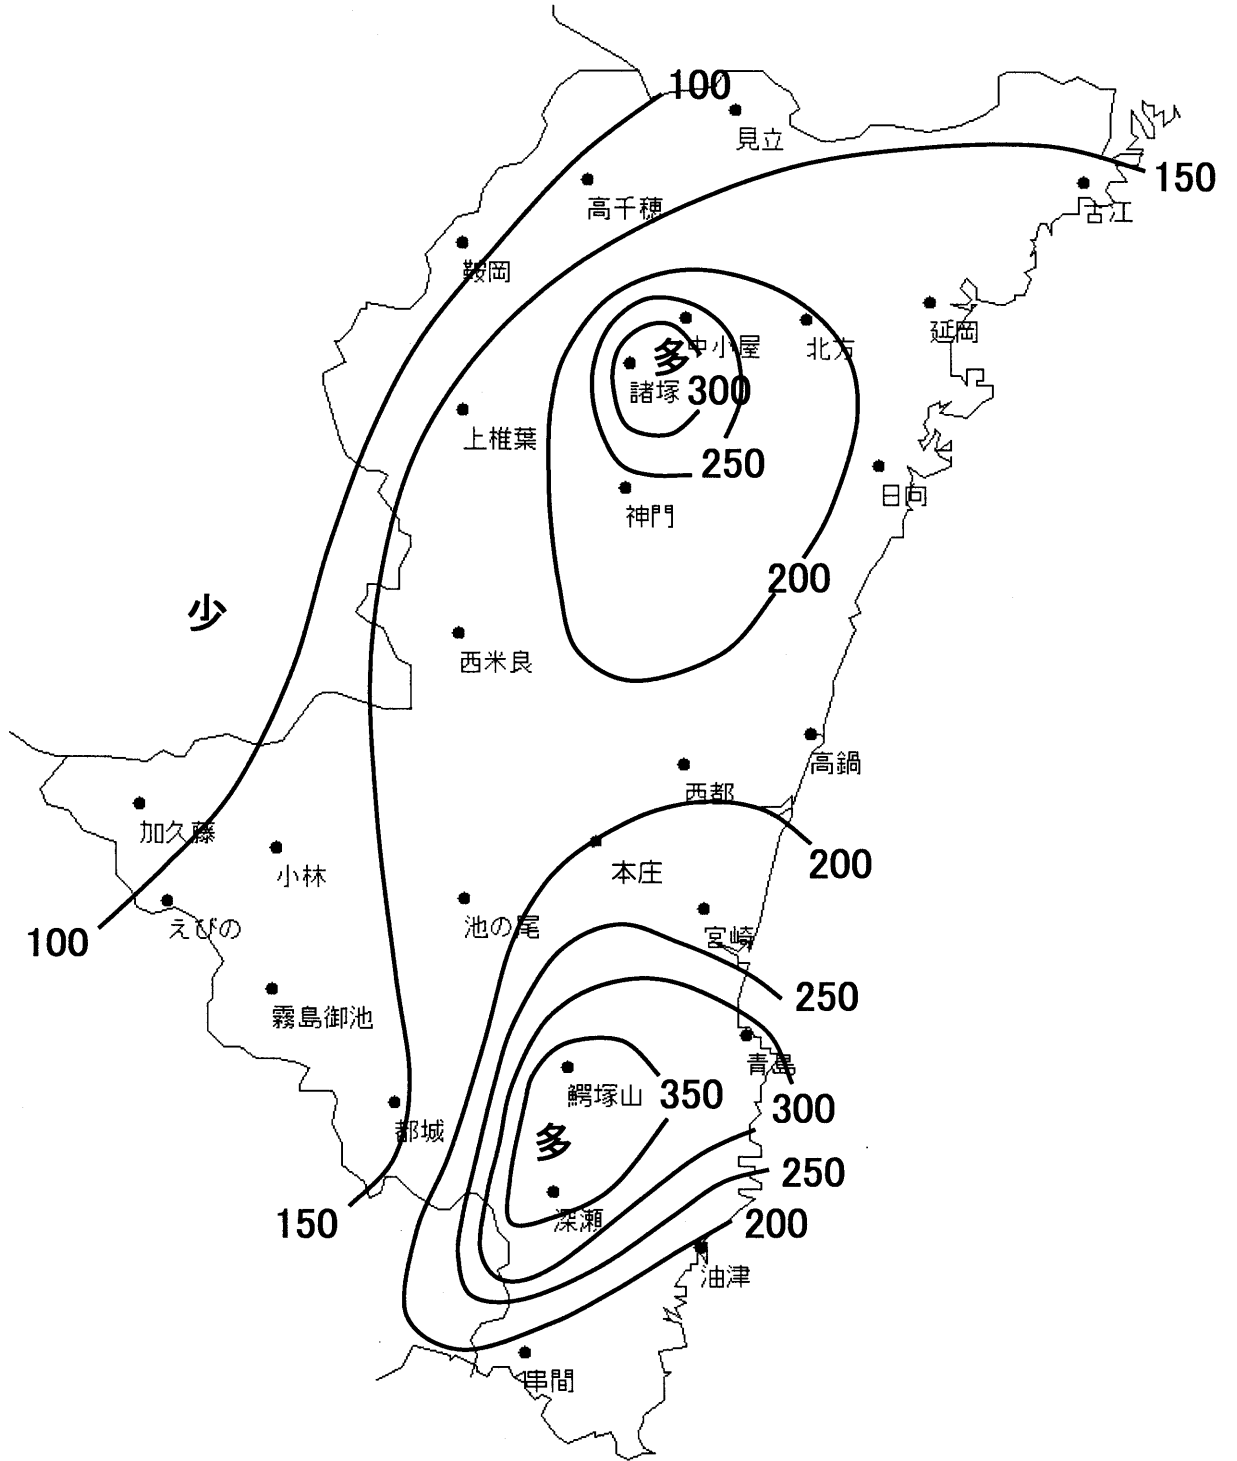 100
見立
150
高千穂
古江
鞍岡
延岡
中小屋
北方
多
諸塚
300
上椎葉
250
日向
神門
200
少
西米良
高鍋
西都
加久藤
200
小林
本庄
えびの
池の尾
宮崎
100
250
霧島御池
青島
鰐塚山
350
300
都城
多
250
深瀬
150
200
油津
串間